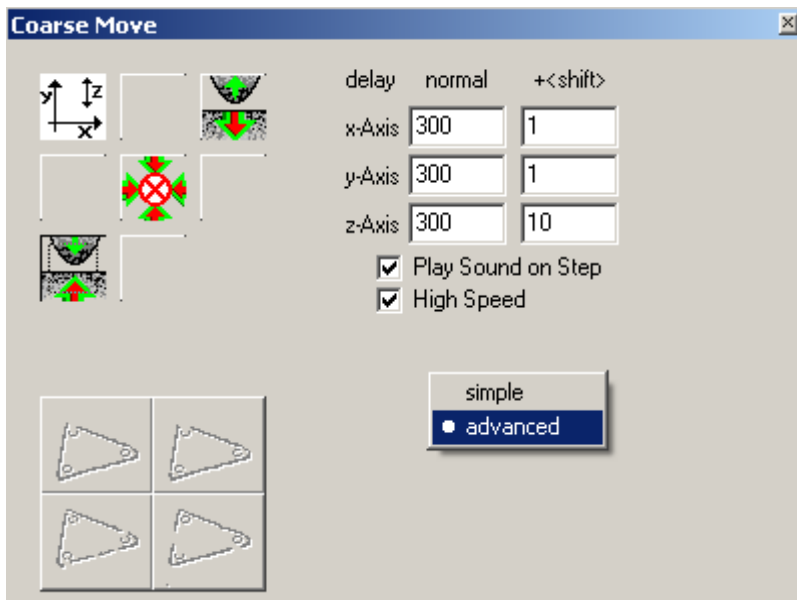 Coarse Move
y z
x
delay normal +<shift>
x-Axis 300 1
y-Axis 300 1
z-Axis 300 10
Play Sound on Step
High Speed
simple
advanced